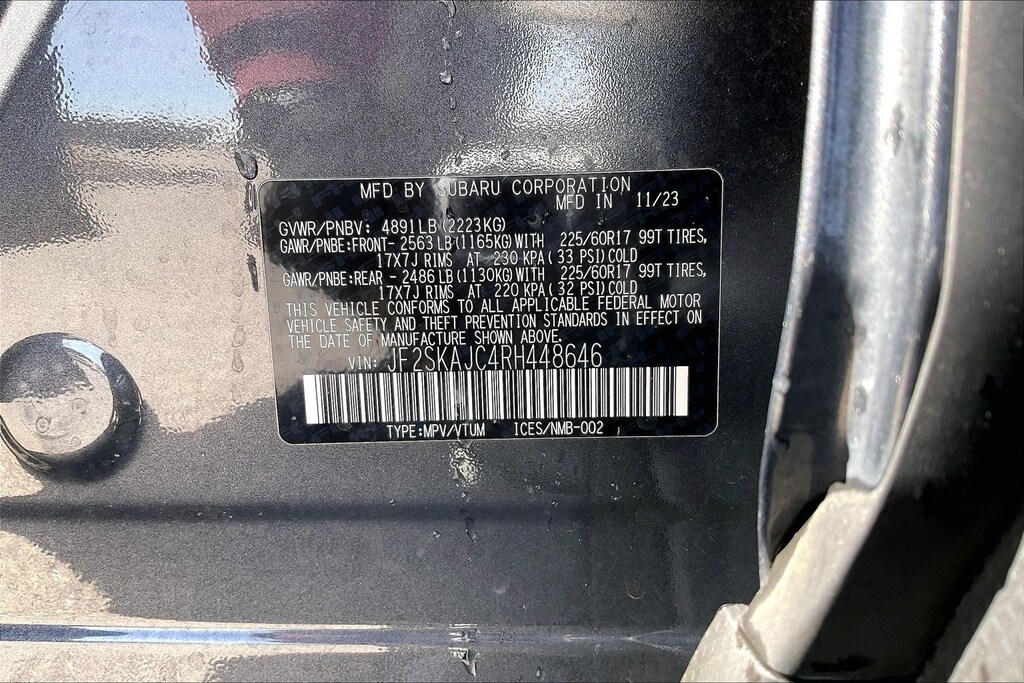 MFD BY SUBARU CORPORATION
MFD IN 11/23
GVWR/PNBV: 4891LB (2223KG)
GAWR/PNBE:FRONT- 2563 LB (1165KG) WITH 225/60R17 99T TIRES,
17X7J RIMS AT 230 KPA ( 33 PSI) COLD
GAWR/PNBE:REAR - 2486 LB (1130KG) WITH 225/60R17 99T TIRES,
17X7J RIMS AT 220 KPA ( 32 PSI) COLD
THIS VEHICLE CONFORMS TO ALL APPLICABLE FEDERAL MOTOR
VEHICLE SAFETY AND THEFT PREVENTION STANDARDS IN EFFECT ON
THE DATE OF MANUFACTURE SHOWN ABOVE.
VIN: JF2SKAJC4RH448646
TYPE:MPV/VTUM ICES/NMB-002